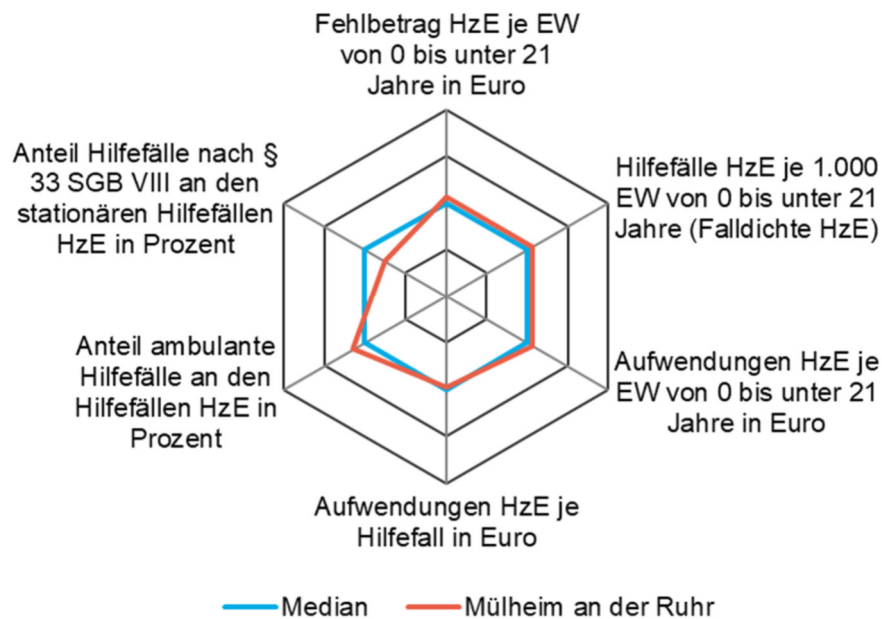 Fehlbetrag HzE je EW
von 0 bis unter 21
Jahre in Euro
Hilfefälle HzE je 1.000
EW von 0 bis unter 21
Jahre (Falldichte HzE)
Aufwendungen HzE je
EW von 0 bis unter 21
Jahre in Euro
Aufwendungen HzE je
Hilfefall in Euro
Anteil ambulante
Hilfefälle an den
Hilfefällen HzE in
Prozent
Anteil Hilfefälle nach §
33 SGB VIII an den
stationären Hilfefällen
HzE in Prozent
Median
Mülheim an der Ruhr